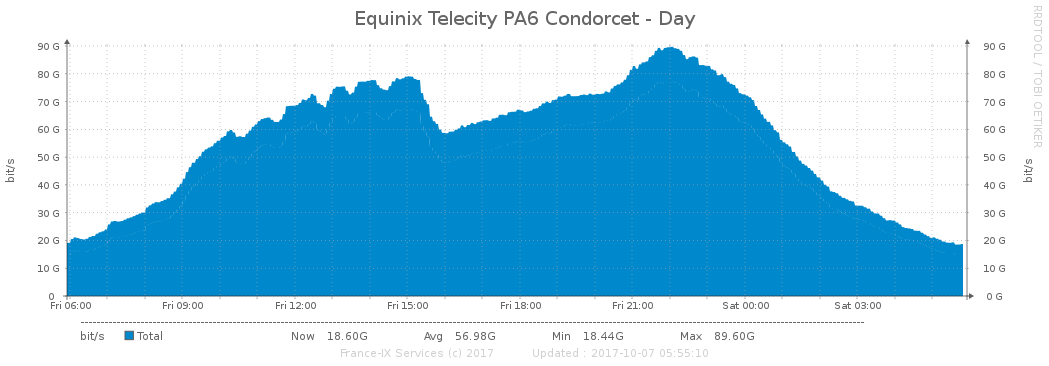 Equinix Telecity PA6 Condorcet - Day
RRDTOOL / TOBI OETIKER
bit/s
bit/s
90 G 90 G
80 G 80 G
70 G 70 G
60 G 60 G
50 G 50 G
40 G 40 G
30 G 30 G
20 G 20 G
10 G 10 G
0 0 G
Fri 06:00 Fri 09:00 Fri 12:00 Fri 15:00 Fri 18:00 Fri 21:00 Sat 00:00 Sat 03:00
bit/s Total Now 18.60G Avg 56.98G Min 18.44G Max 89.60G
France-IX Services (c) 2017 Updated : 2017-10-07 05:55:10